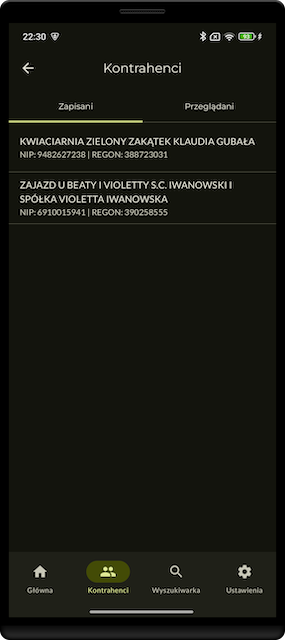 22:30
93
Kontrahenci
Zapisani
Przeglądani
KWIACIARNIA ZIELONY ZAKĄTEK KLAUDIA GUBAŁA
NIP: 9482627238 | REGON: 388723031
ZAJAZD U BEATY I VIOLETTY S.C. IWANOWSKI I
SPÓŁKA VIOLETTA IWANOWSKA
NIP: 6910015941 | REGON: 390258555
Główna
Kontrahenci
Wyszukiwarka
Ustawienia